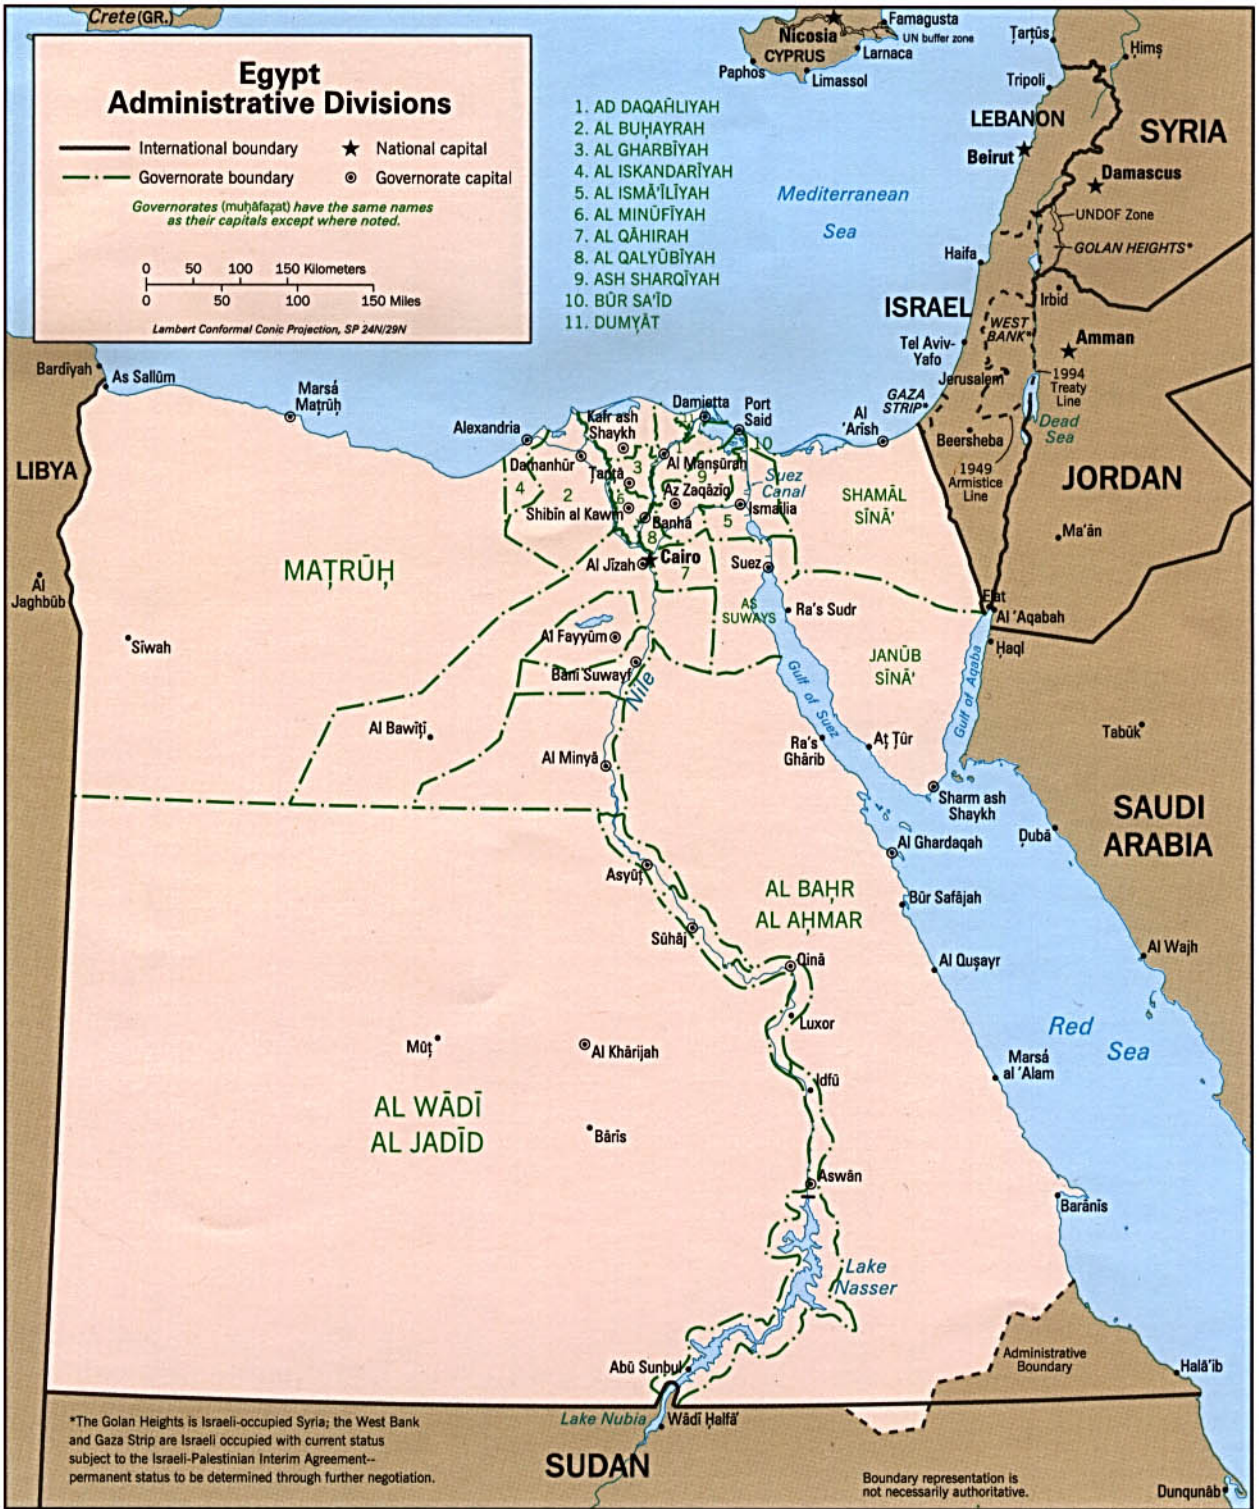 Crete (GR.)
Egypt
Administrative Divisions
International boundary
National capital
Governorate boundary
Governorate capital
Governorates (muḥāfaẓat) have the same names
as their capitals except where noted.
0 50 100 150 Kilometers
0 50 100 150 Miles
Lambert Conformal Conic Projection, SP 24N/29N
1. AD DAQAHLIYAH
2. AL BUḤAYRAH
3. AL GHARBĪYAH
4. AL ISKANDARĪYAH
5. AL ISMĀ'ĪLĪYAH
6. AL MINŪFĪYAH
7. AL QĀHIRAH
8. AL QALYŪBĪYAH
9. ASH SHARQĪYAH
10. BŪR SA'ĪD
11. DUMYĀT
Nicosia
CYPRUS
Famagusta
UN buffer zone
Larnaca
Paphos
Limassol
Ṭarṭūs
Ḥimṣ
Tripoli
LEBANON
Beirut
SYRIA
Damascus
UNDOF Zone
GOLAN HEIGHTS*
Mediterranean
Sea
Haifa
ISRAEL
Irbid
WEST
BANK*
Amman
Tel Aviv-
Yafo
Jerusalem
1994
Treaty
Line
GAZA
STRIP*
Dead
Sea
Beersheba
1949
Armistice
Line
JORDAN
Ma'ān
Elat
Al 'Aqabah
Ḥaql
Bardīyah
As Sallūm
Marsá
Maṭrūḥ
Alexandria
Kafr ash
Shaykh
Damietta
Port
Said
Al
'Arīsh
LIBYA
Damanhūr
Ṭanṭā
Al Manṣūrah
11
10
1
3
9
4
2
Az Zaqāzīq
Suez
Canal
6
Shibīn al Kawm
Banhā
5
Ismailia
8
SHAMĀL
SĪNĀ'
MAṬRŪḤ
Al Jīzah
Cairo
7
Suez
Al
Jaghbūb
AS
SUWAYS
Ra's Sudr
Sīwah
Al Fayyūm
Banī Suwayf
JANŪB
SĪNĀ'
Nile
Gulf of Suez
Gulf of Aqaba
Al Bawīṭī
Al Minyā
Ra's
Ghārib
Aṭ Ṭūr
Tabūk
Sharm ash
Shaykh
SAUDI
ARABIA
Ḍubā
Al Ghardaqah
Asyūṭ
AL BAḤR
AL AḤMAR
Būr Safājah
Sūhāj
Qinā
Al Quṣayr
Al Wajh
Luxor
Red
Sea
Mūṭ
Al Khārijah
Marsá
al 'Alam
Idfū
AL WĀDĪ
AL JADĪD
Bārīs
Aswān
Barānīs
Lake
Nasser
Abū Sunbul
Administrative
Boundary
Halā'ib
*The Golan Heights is Israeli-occupied Syria; the West Bank
and Gaza Strip are Israeli occupied with current status
subject to the Israeli-Palestinian Interim Agreement--
permanent status to be determined through further negotiation.
Lake Nubia
Wādī Ḥalfā'
SUDAN
Boundary representation is
not necessarily authoritative.
Dunqunāb